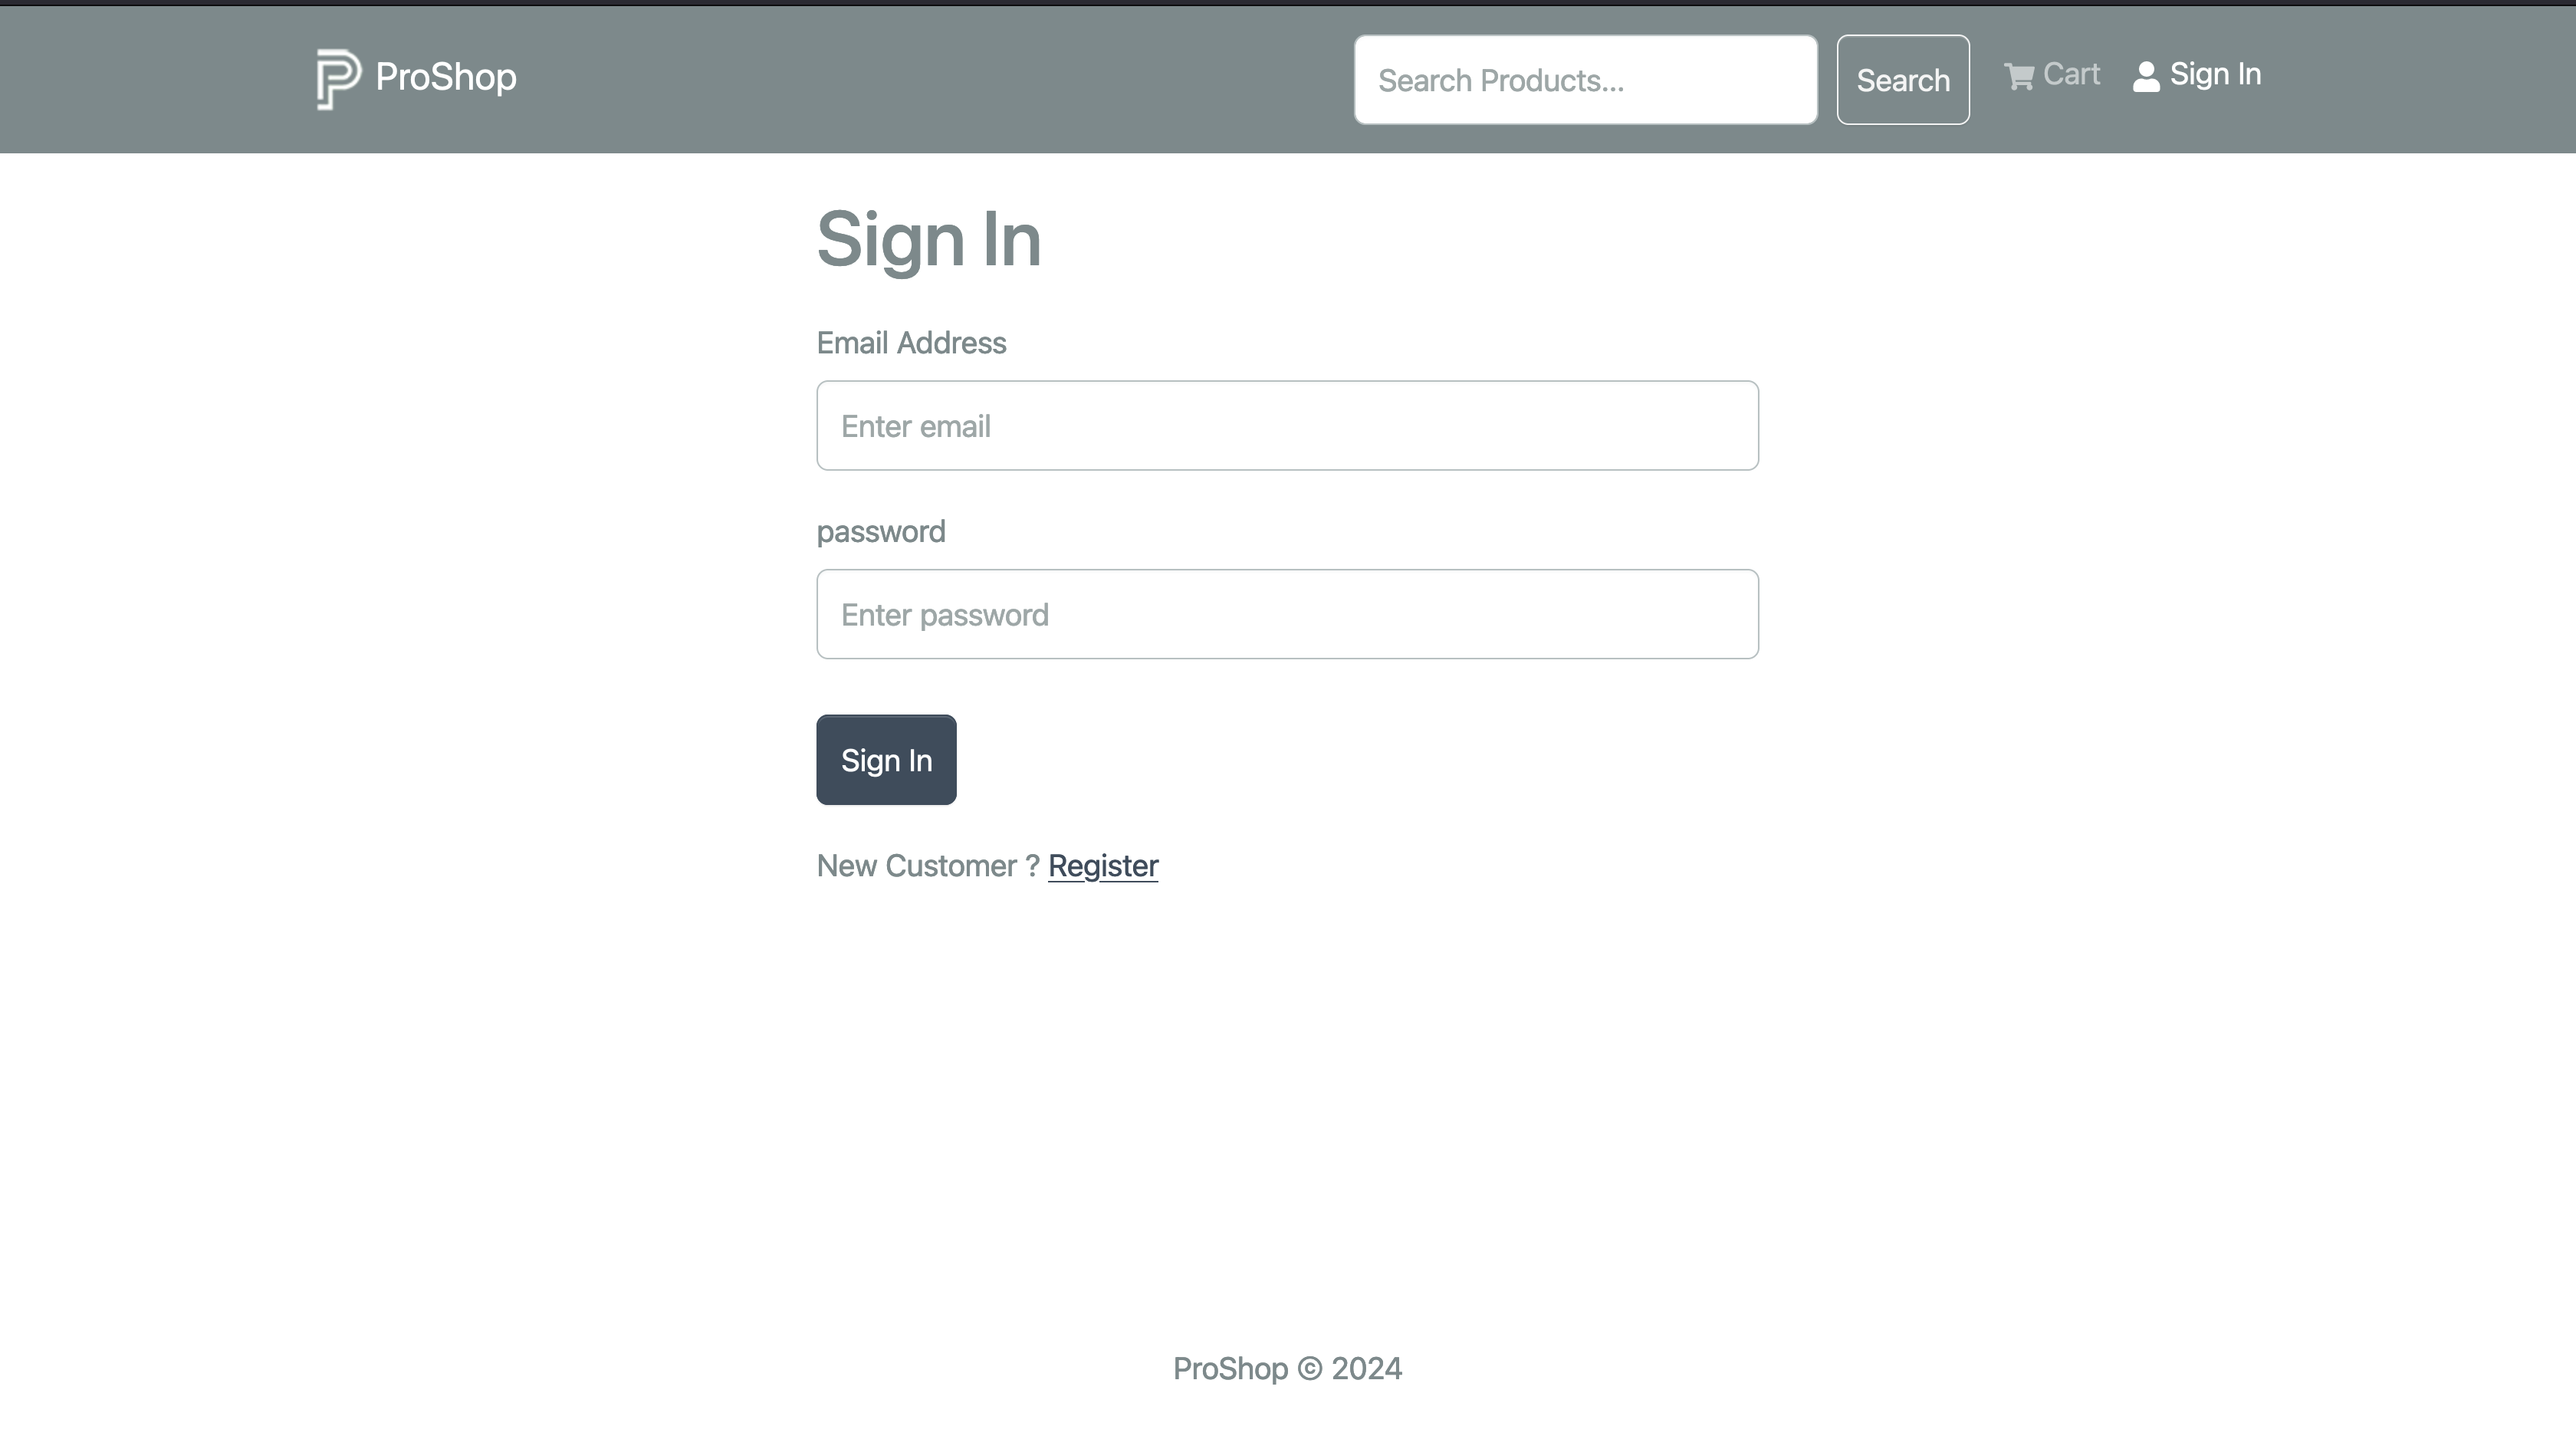 ProShop
Search Products...
Search
Cart
Sign In
Sign In
Email Address
Enter email
password
Enter password
Sign In
New Customer ? Register
ProShop © 2024